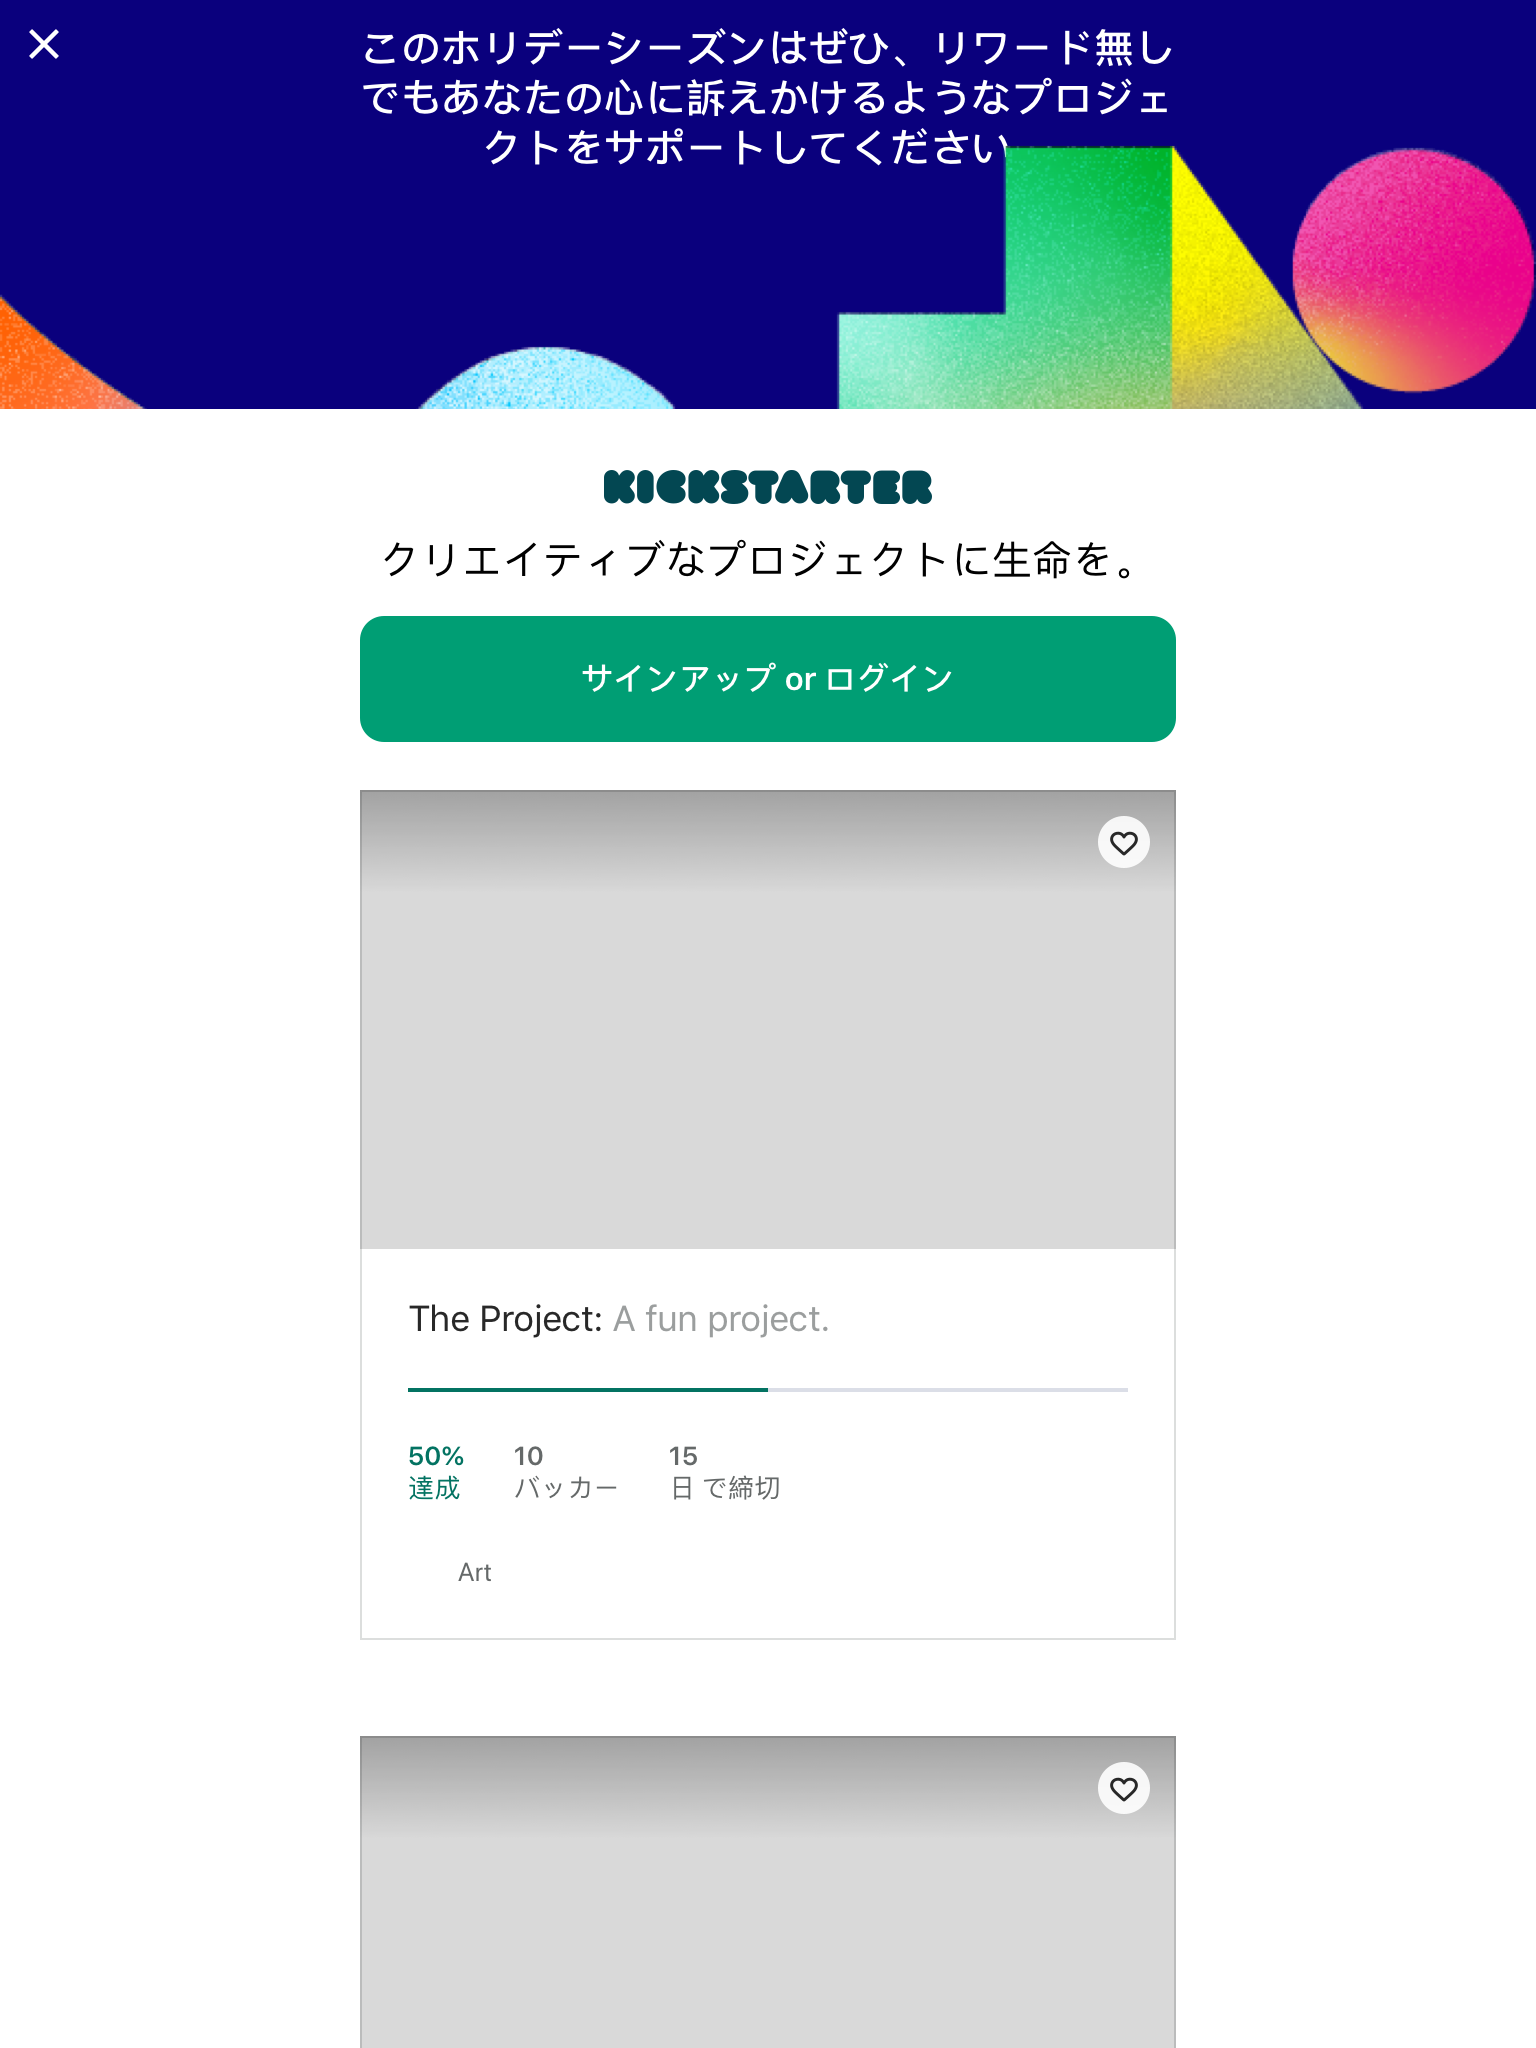 このホリデーシーズンはぜひ、リワード無し
でもあなたの心に訴えかけるようなプロジェ
クトをサポートしてください
KICKSTARTER
クリエイティブなプロジェクトに生命を。
サインアップ or ログイン
The Project: A fun project.
50%
達成
10
バッカー
15
日 で締切
Art